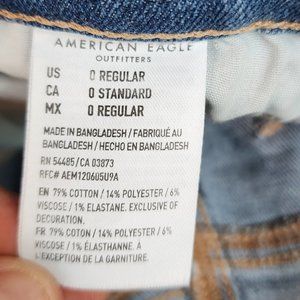 AMERICAN EAGLE
OUTFITTERS
US 0 REGULAR
CA 0 STANDARD
MX 0 REGULAR
MADE IN BANGLADESH / FABRIQUÉ AU
BANGLADESH / HECHO EN BANGLADESH
RN 54485/CA 03873
RFC# AEM120605U9A
EN 79% COTTON / 14% POLYESTER / 6%
VISCOSE / 1% ELASTANE. EXCLUSIVE OF
DECORATION.
FR 79% COTON / 14% POLYESTER / 6%
VISCOSE / 1% ÉLASTHANNE. A
L'EXCEPTION DE LA GARNITURE.